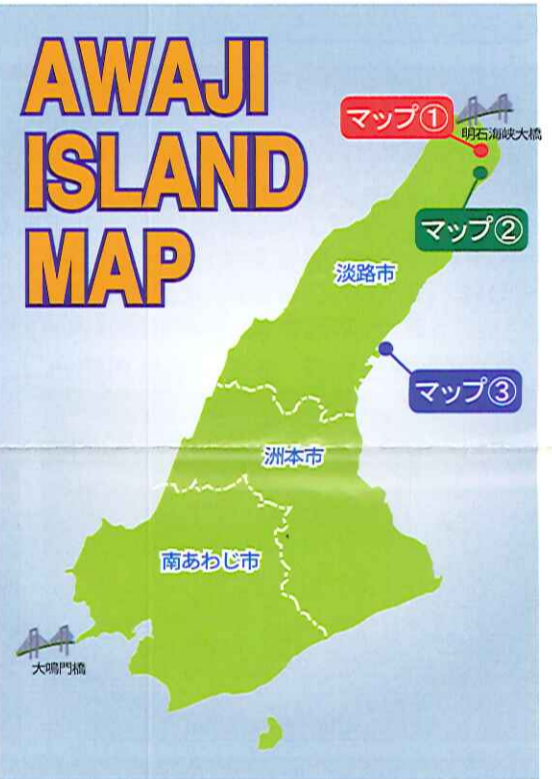 AWAJI
ISLAND
MAP
マップ①
明石海峡大橋
マップ②
淡路市
マップ③
洲本市
南あわじ市
大鳴門橋